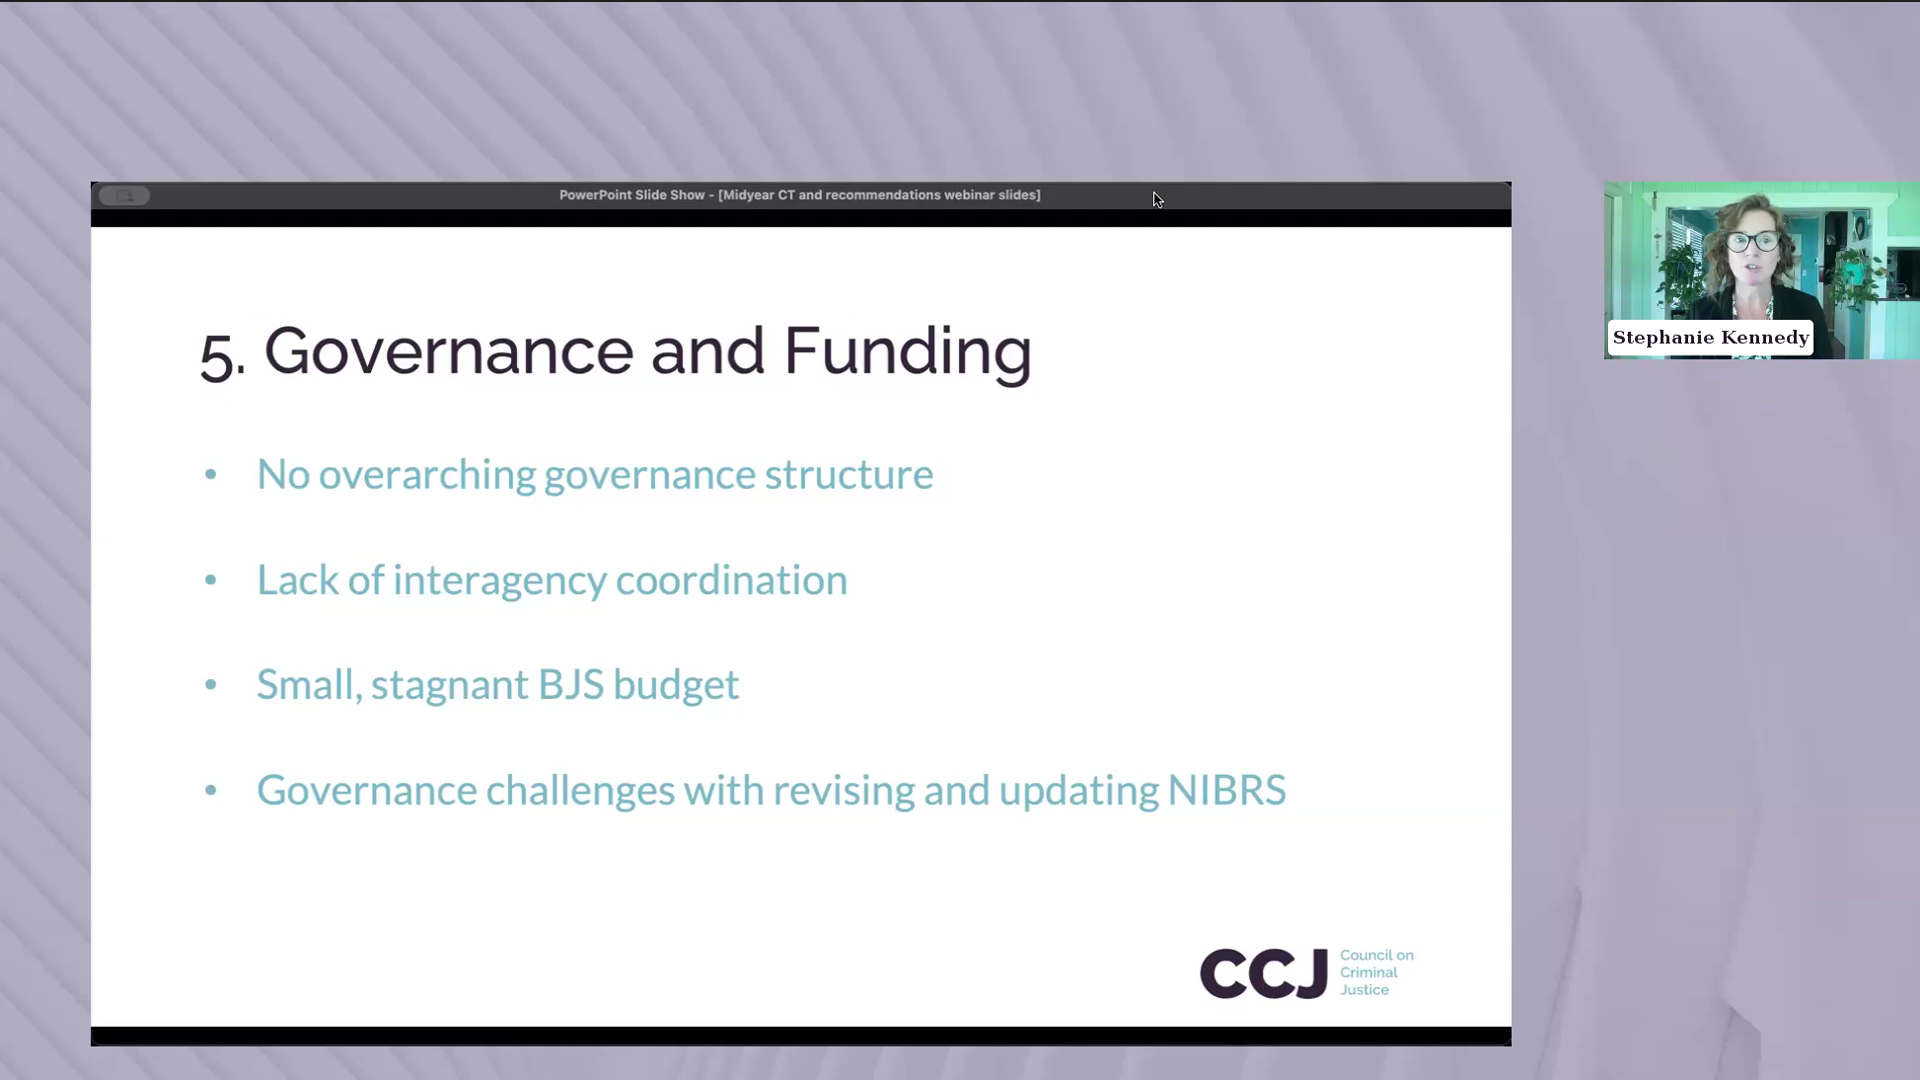 PowerPoint Slide Show - [Midyear CT and recommendations webinar slides]
5. Governance and Funding
• No overarching governance structure
• Lack of interagency coordination
• Small, stagnant BJS budget
• Governance challenges with revising and updating NIBRS
CCJ
Council on
Criminal
Justice
Stephanie Kennedy